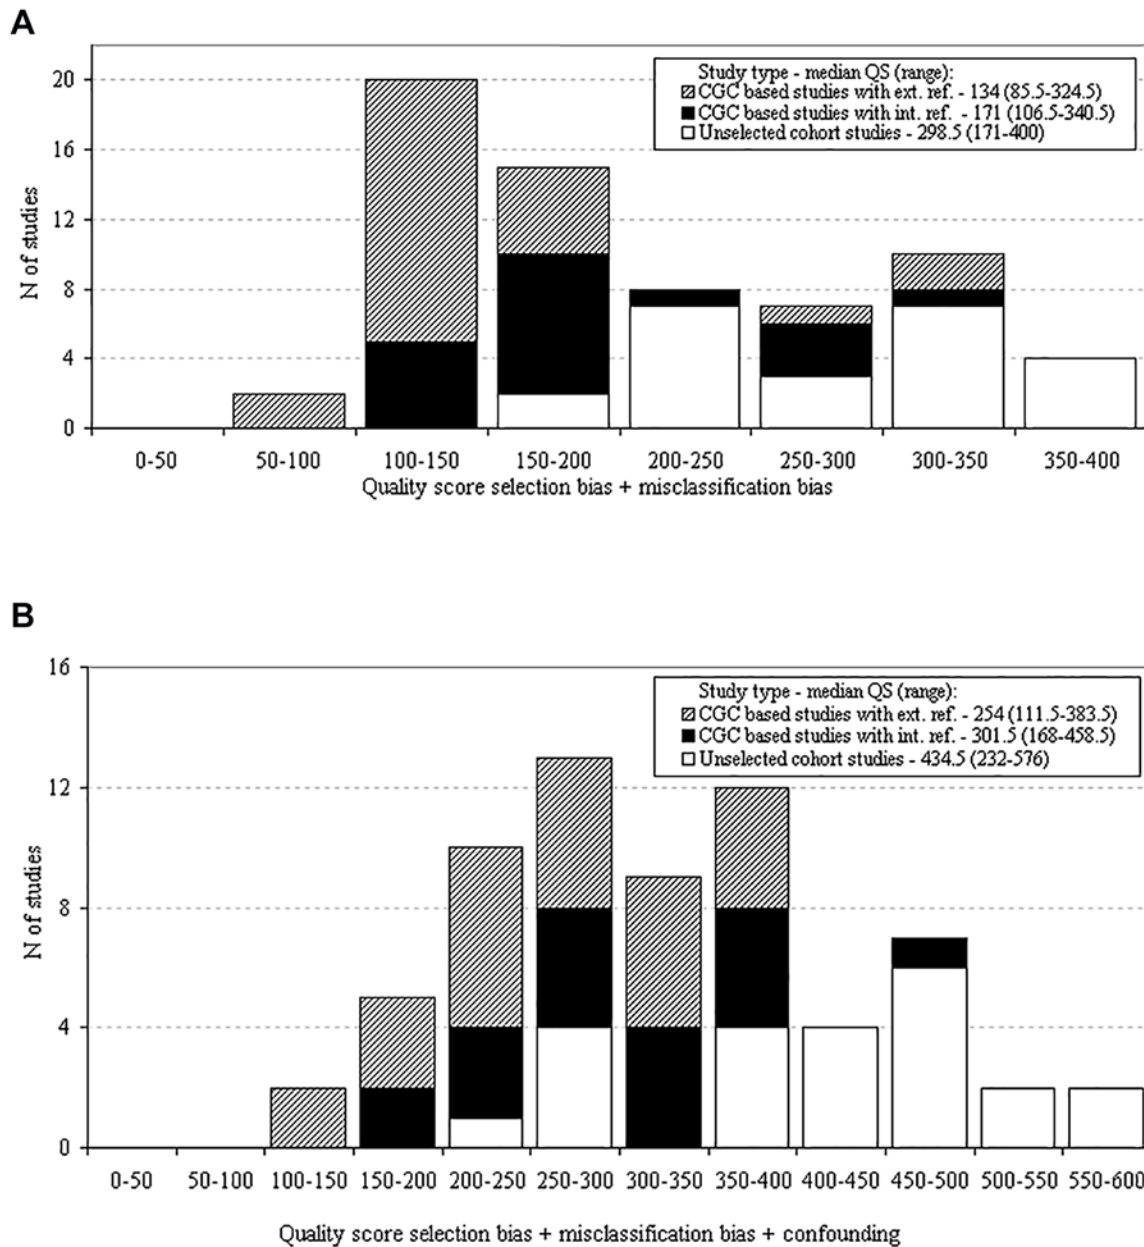 A
Study type - median QS (range):
CGC based studies with ext. ref. - 134 (85.5-324.5)
CGC based studies with int. ref. - 171 (106.5-340.5)
Unselected cohort studies - 298.5 (171-400)
20
16
12
8
4
0
N of studies
0-50 50-100 100-150 150-200 200-250 250-300 300-350 350-400
Quality score selection bias + misclassification bias
B
Study type - median QS (range):
CGC based studies with ext. ref. - 254 (111.5-383.5)
CGC based studies with int. ref. - 301.5 (168-458.5)
Unselected cohort studies - 434.5 (232-576)
16
12
8
4
0
N of studies
0-50 50-100 100-150 150-200 200-250 250-300 300-350 350-400 400-450 450-500 500-550 550-600
Quality score selection bias + misclassification bias + confounding